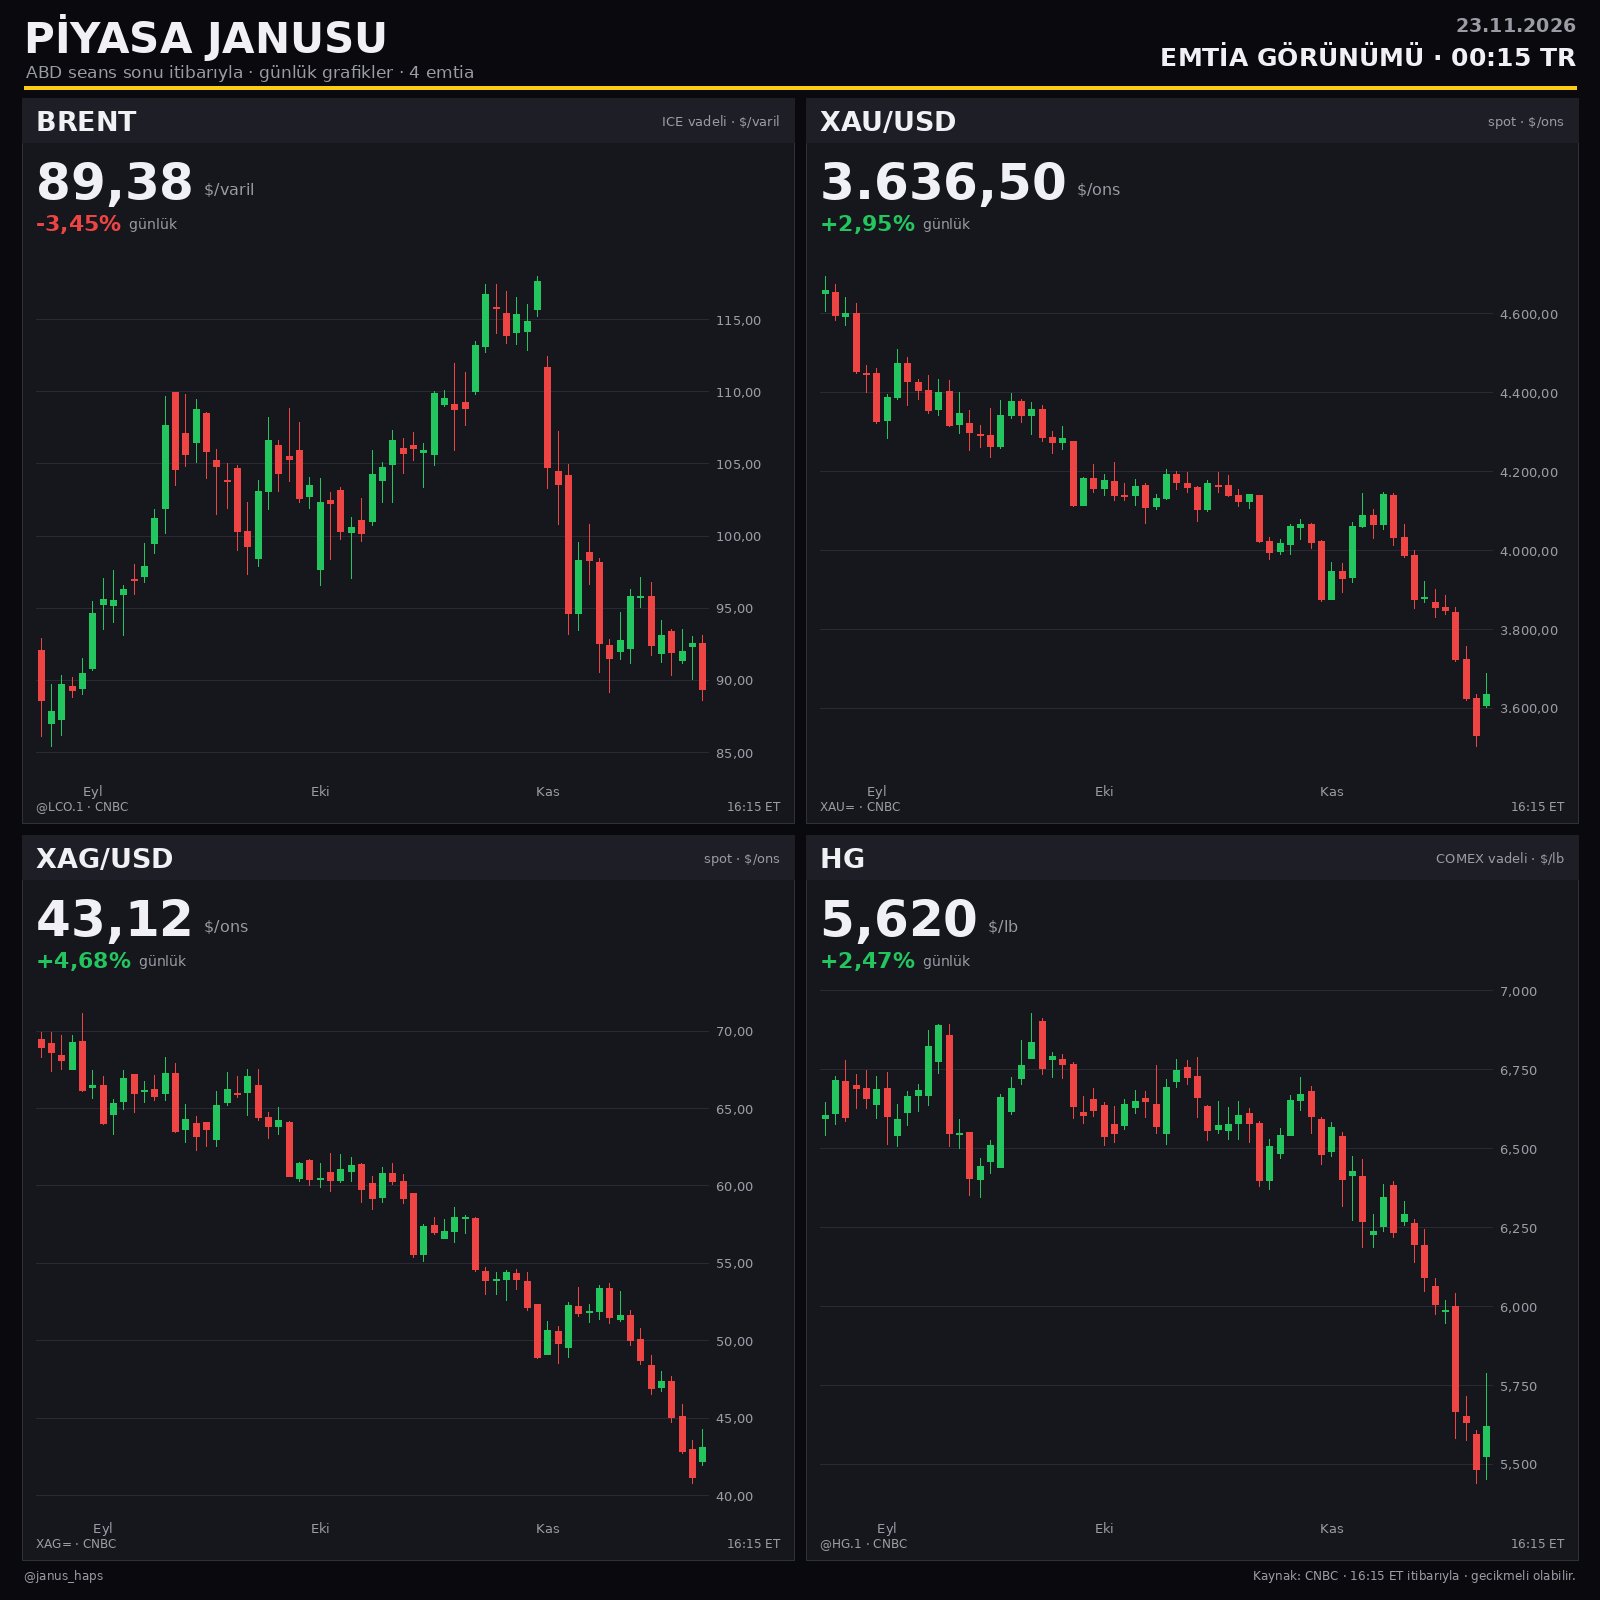 PİYASA JANUSU
ABD seans sonu itibarıyla · günlük grafikler · 4 emtia
23.11.2026
EMTİA GÖRÜNÜMÜ · 00:15 TR
BRENT
ICE vadeli · $/varil
89,38 $/varil
-3,45% günlük
115,00
110,00
105,00
100,00
95,00
90,00
85,00
Eyl Eki Kas
@LCO.1 · CNBC
16:15 ET
XAU/USD
spot · $/ons
3.636,50 $/ons
+2,95% günlük
4.600,00
4.400,00
4.200,00
4.000,00
3.800,00
3.600,00
Eyl Eki Kas
XAU= · CNBC
16:15 ET
XAG/USD
spot · $/ons
43,12 $/ons
+4,68% günlük
70,00
65,00
60,00
55,00
50,00
45,00
40,00
Eyl Eki Kas
XAG= · CNBC
16:15 ET
HG
COMEX vadeli · $/lb
5,620 $/lb
+2,47% günlük
7,000
6,750
6,500
6,250
6,000
5,750
5,500
Eyl Eki Kas
@HG.1 · CNBC
16:15 ET
@janus_haps
Kaynak: CNBC · 16:15 ET itibarıyla · gecikmeli olabilir.